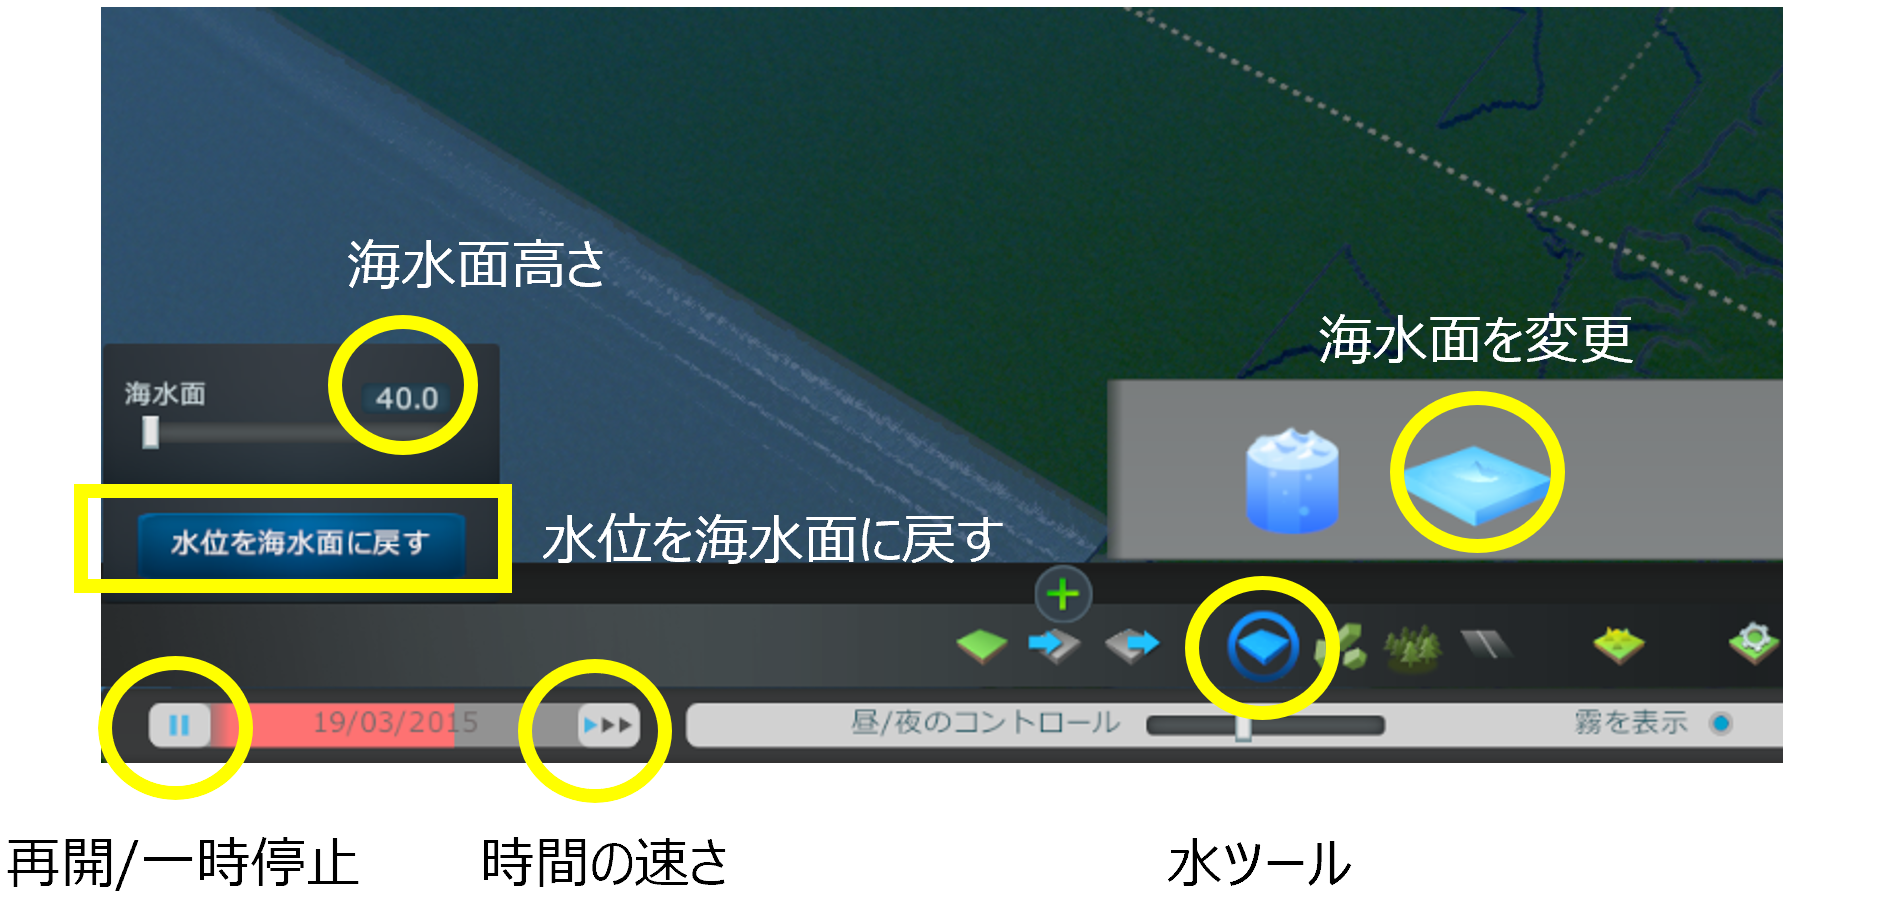 海水面高さ
海水面を変更
海水面
40.0
水位を海水面に戻す
水位を海水面に戻す
19/03/2015
昼/夜のコントロール
霧を表示
再開/一時停止
時間の速さ
水ツール